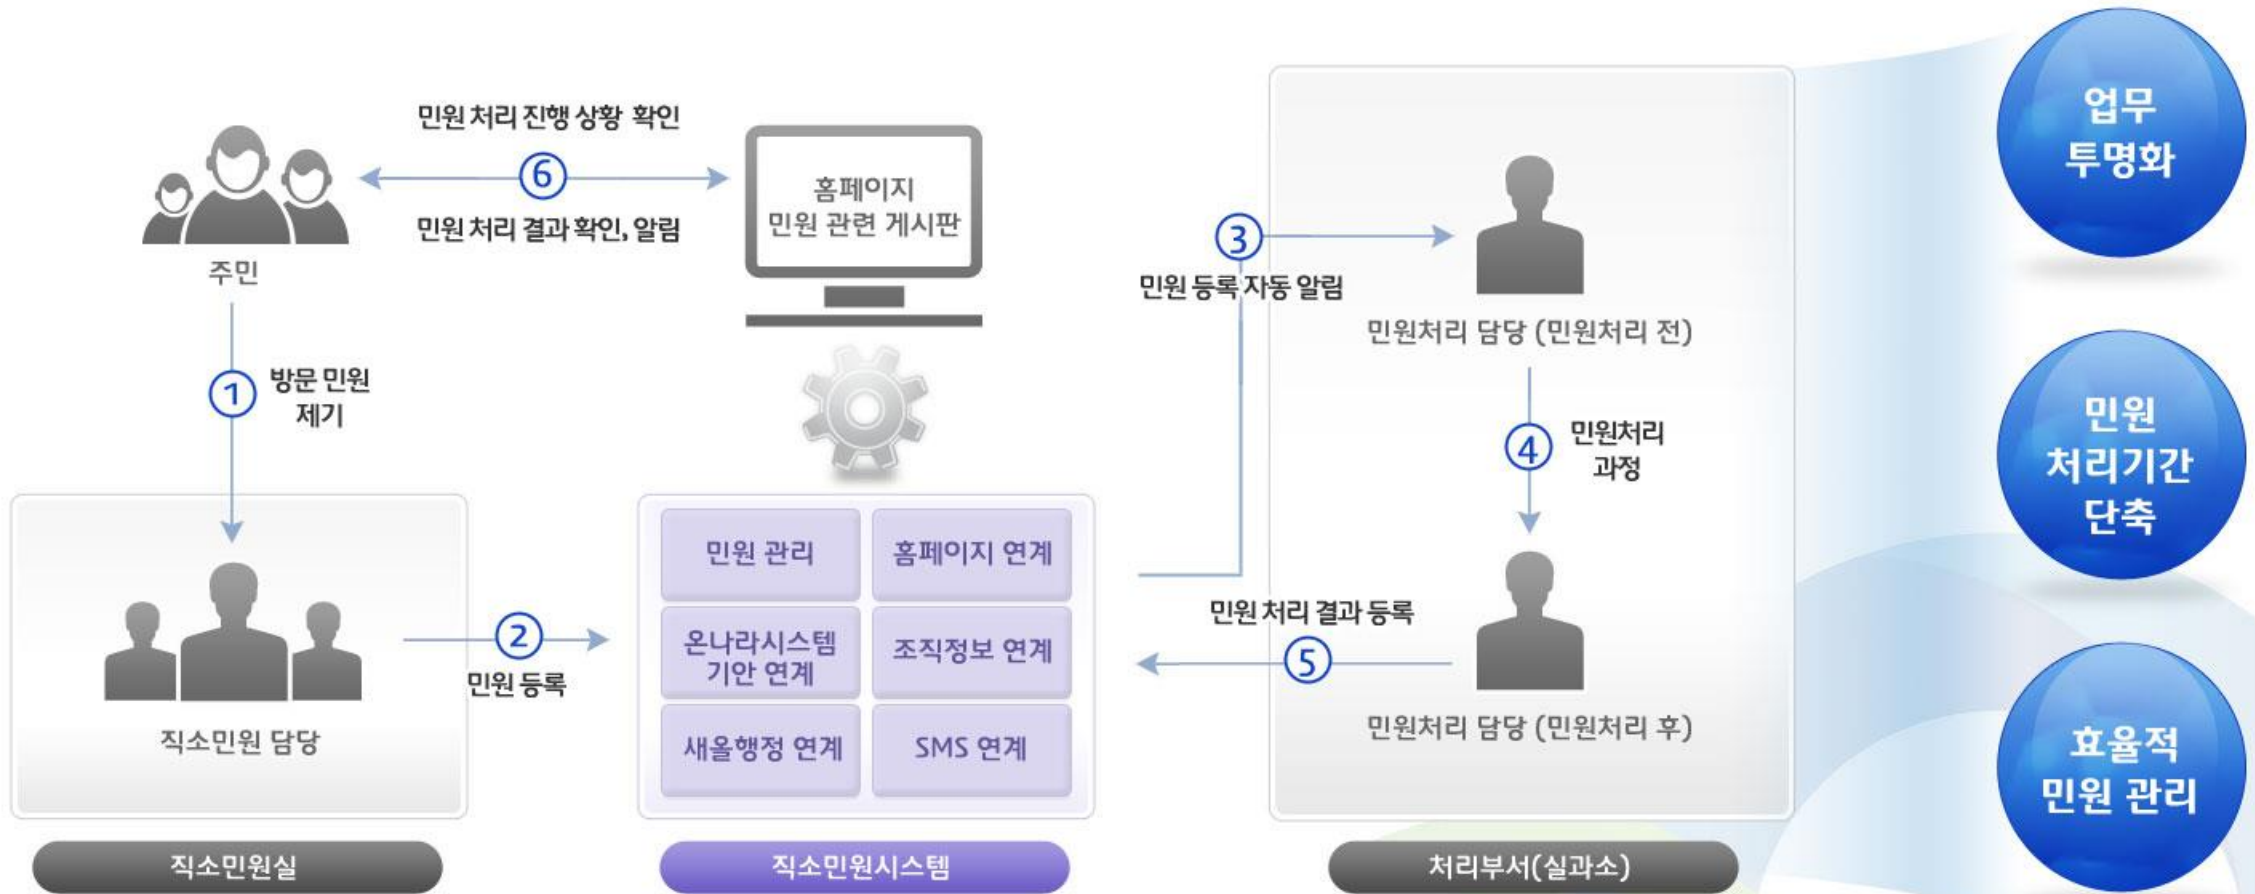 민원 처리 진행 상황 확인
6
민원 처리 결과 확인, 알림
주민
홈페이지
민원 관련 게시판
1
방문 민원
제기
직소민원 담당
직소민원실
2
민원 등록
민원 관리
홈페이지 연계
온나라시스템
기안 연계
조직정보 연계
새올행정 연계
SMS 연계
직소민원시스템
3
민원 등록 자동 알림
민원처리 담당 (민원처리 전)
4
민원처리
과정
민원 처리 결과 등록
5
민원처리 담당 (민원처리 후)
처리부서(실과소)
업무
투명화
민원
처리기간
단축
효율적
민원 관리